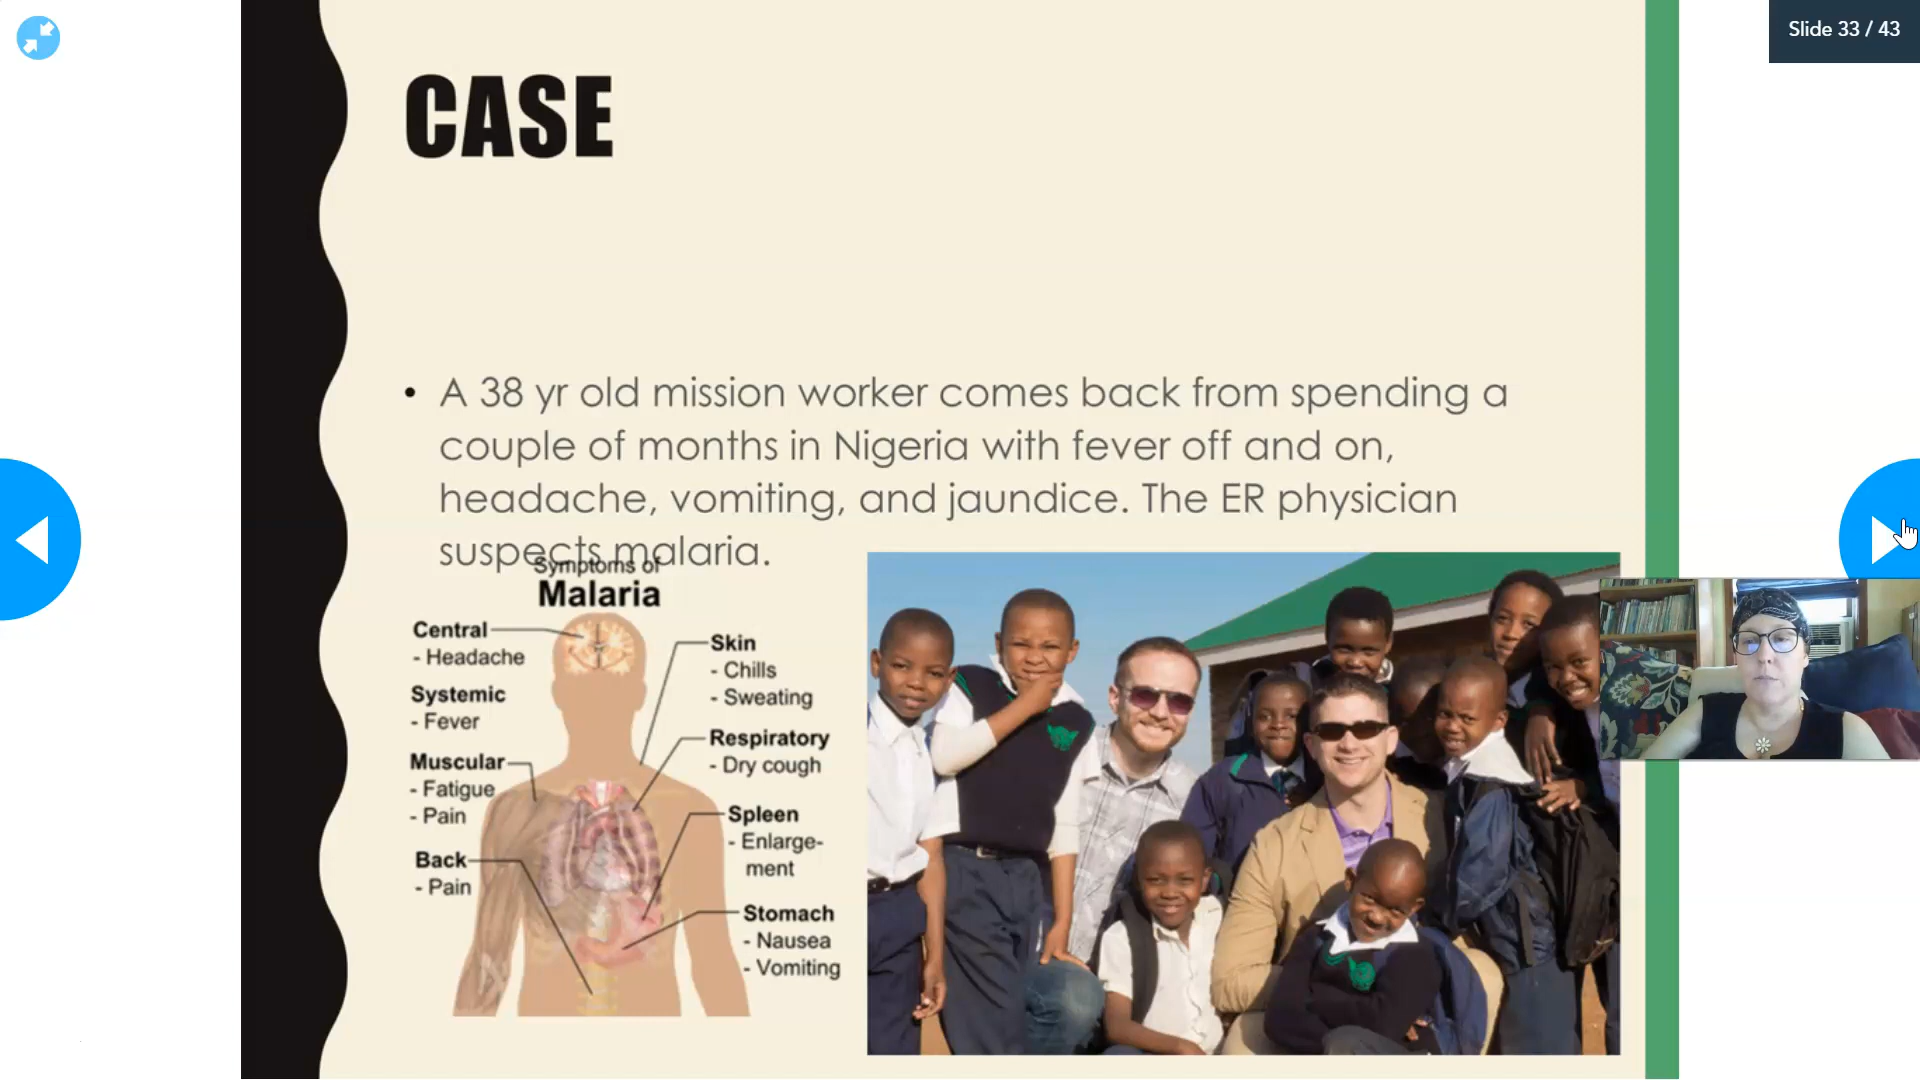 Slide 33 / 43
CASE
• A 38 yr old mission worker comes back from spending a
couple of months in Nigeria with fever off and on,
headache, vomiting, and jaundice. The ER physician
suspects malaria.
Symptoms of
Malaria
Central
- Headache
Systemic
- Fever
Muscular
- Fatigue
- Pain
Back
- Pain
Skin
- Chills
- Sweating
Respiratory
- Dry cough
Spleen
- Enlarge-
ment
Stomach
- Nausea
- Vomiting